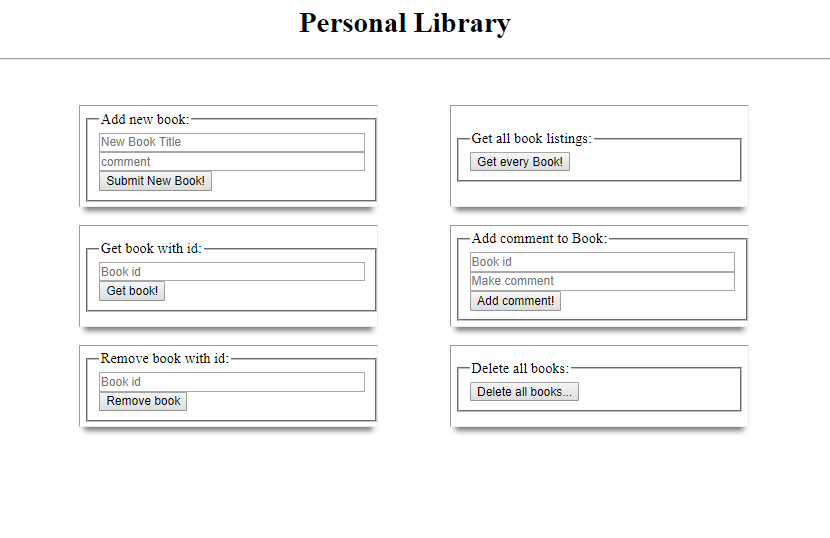 Personal Library
Add new book:
New Book Title
comment
Submit New Book!
Get all book listings:
Get every Book!
Get book with id:
Book id
Get book!
Add comment to Book:
Book id
Make comment
Add comment!
Remove book with id:
Book id
Remove book
Delete all books:
Delete all books...